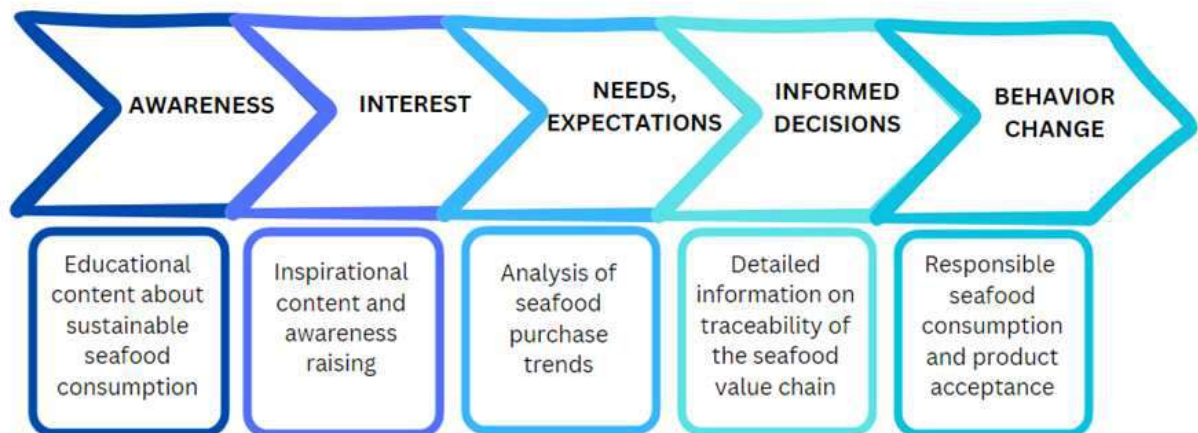 AWARENESS
INTEREST
NEEDS,
EXPECTATIONS
INFORMED
DECISIONS
BEHAVIOR
CHANGE
Educational
content about
sustainable
seafood
consumption
Inspirational
content and
awareness
raising
Analysis of
seafood
purchase
trends
Detailed
information on
traceability of
the seafood
value chain
Responsible
seafood
consumption
and product
acceptance